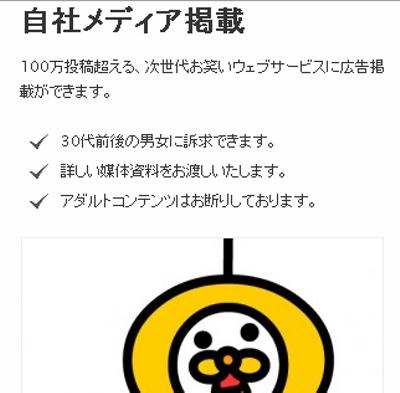 自社メディア掲載
100万投稿超える、次世代お笑いウェブサービスに広告掲
載ができます。
30代前後の男女に訴求できます。
詳しい媒体資料をお渡しいたします。
アダルトコンテンツはお断りしております。